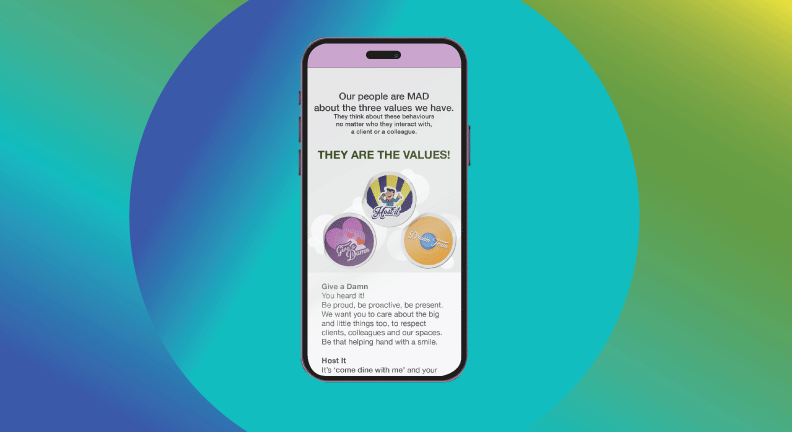 Our people are MAD
about the three values we have.
They think about these behaviours
no matter who they interact with,
a client or a colleague.
THEY ARE THE VALUES!
Host it
Give a
Damn
Give a Damn
You heard it!
Be proud, be proactive, be present.
We want you to care about the big
and little things too, to respect
clients, colleagues and our spaces.
Be that helping hand with a smile.
Host It
It's 'come dine with me' and your